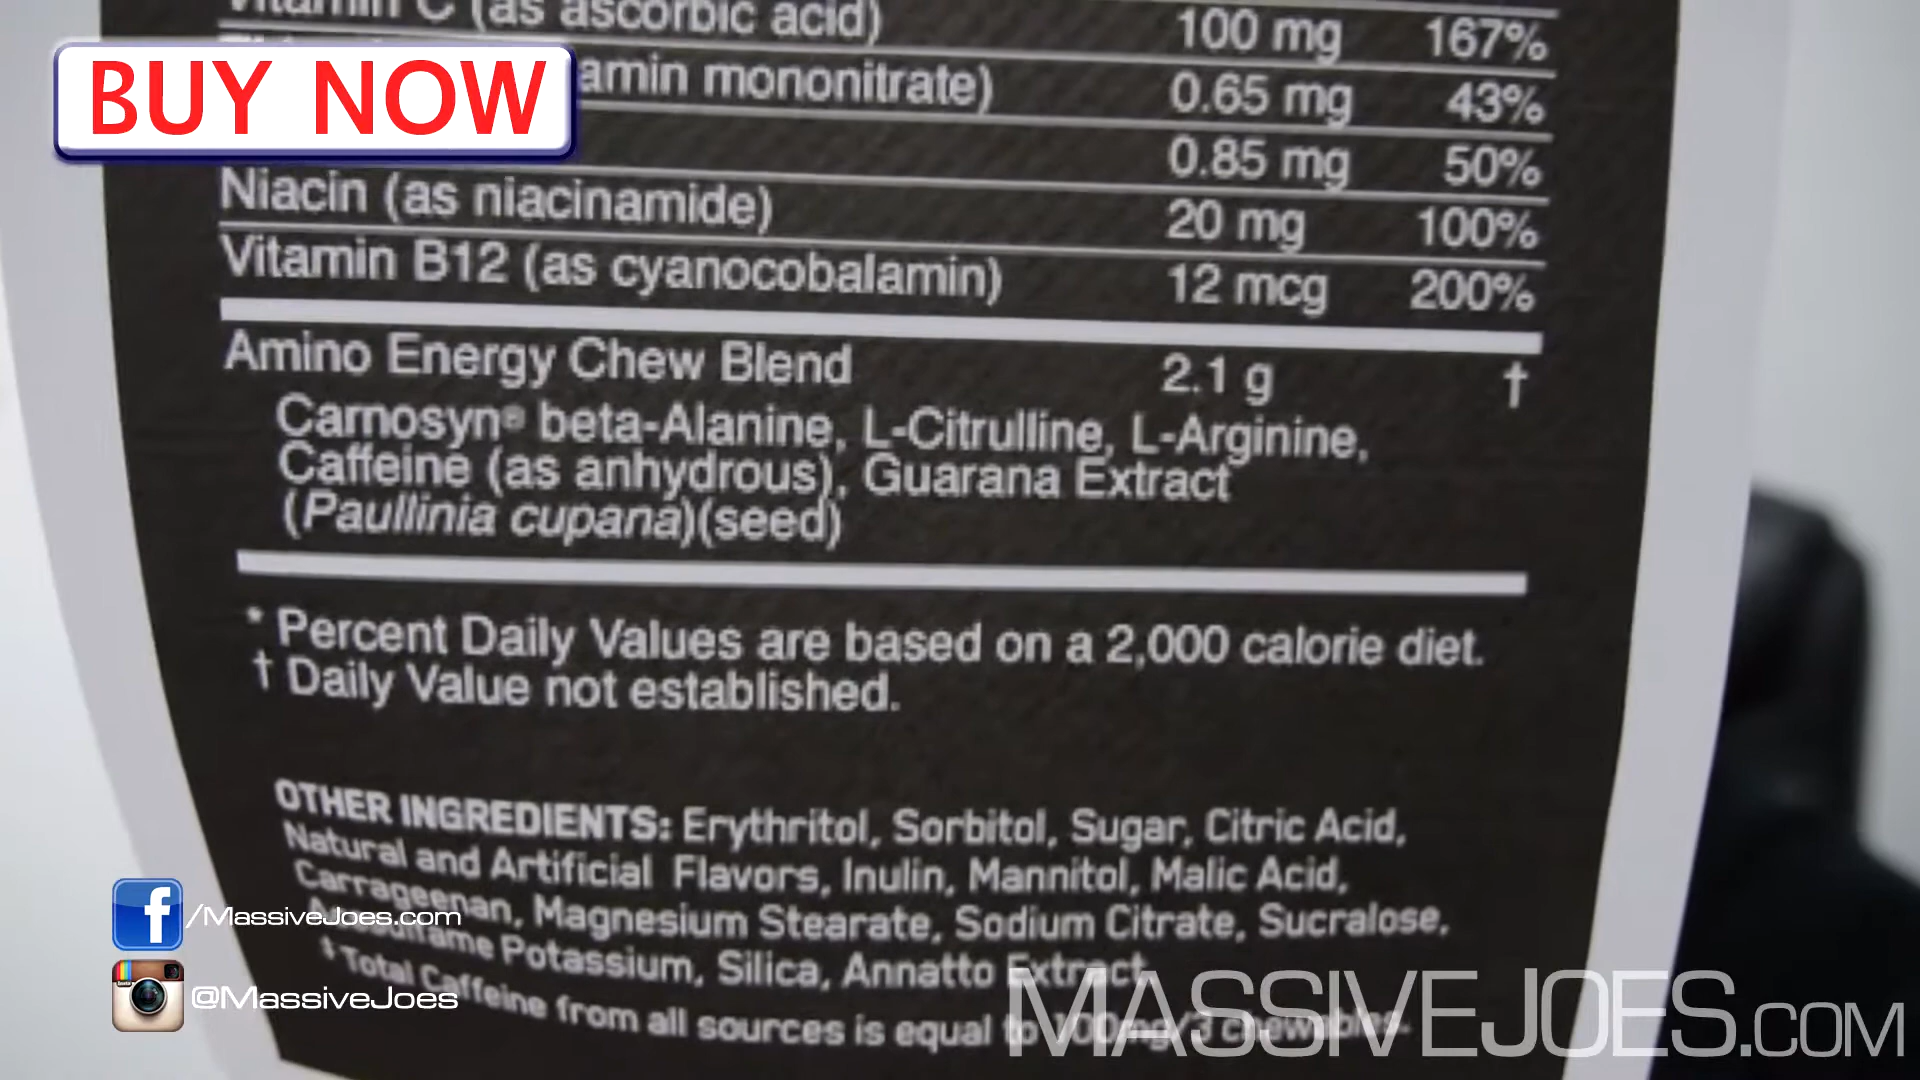 Vitamin C (as ascorbic acid) 100 mg 167%
BUY NOW
amin mononitrate) 0.65 mg 43%
0.85 mg 50%
Niacin (as niacinamide) 20 mg 100%
Vitamin B12 (as cyanocobalamin) 12 mcg 200%
Amino Energy Chew Blend 2.1 g †
Carnosyn® beta-Alanine, L-Citrulline, L-Arginine,
Caffeine (as anhydrous), Guarana Extract
(Paullinia cupana)(seed)
* Percent Daily Values are based on a 2,000 calorie diet.
† Daily Value not established.
OTHER INGREDIENTS: Erythritol, Sorbitol, Sugar, Citric Acid,
Natural and Artificial Flavors, Inulin, Mannitol, Malic Acid,
Carrageenan, Magnesium Stearate, Sodium Citrate, Sucralose,
Potassium, Silica, Annatto Extract
‡ Total Caffeine from all sources is equal to 100mg/3 chewables.
/MassiveJoes.com
@MassiveJoes
MASSIVEJOES.COM